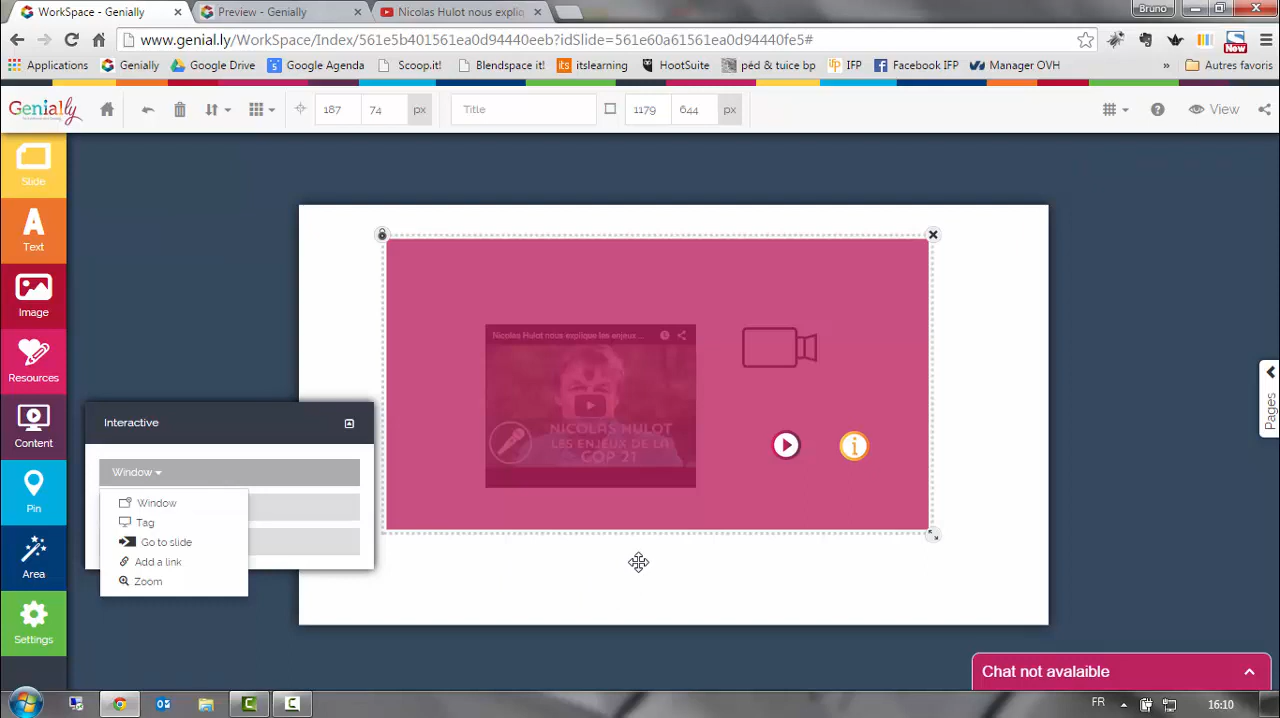 WorkSpace - Genially
Preview - Genially
Nicolas Hulot nous expliq
Bruno
www.genial.ly/WorkSpace/Index/561e5b401561ea0d94440eeb?idSlide=561e60a61561ea0d94440fe5#
New
Applications
Genially
Google Drive
Google Agenda
Scoop.it!
Blendspace it!
its
itslearning
HootSuite
péd & tuice bp
IFP
Facebook IFP
Manager OVH
»
Autres favoris
Genially
187
74
px
Title
1179
644
px
View
Slide
Text
Image
Resources
Content
Pin
Area
Settings
Interactive
Window
Window
Tag
Go to slide
Add a link
Zoom
Nicolas Hulot nous explique les enjeux...
NICOLAS HULOT
LES ENJEUX DE LA
COP 21
Pages
Chat not avalaible
FR
16:10